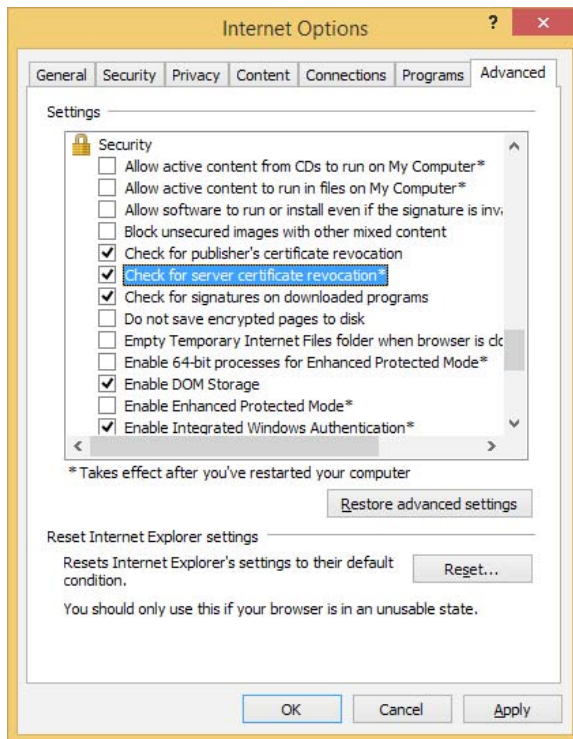 Internet Options
?
General Security Privacy Content Connections Programs Advanced
Settings
Security
Allow active content from CDs to run on My Computer*
Allow active content to run in files on My Computer*
Allow software to run or install even if the signature is inva
Block unsecured images with other mixed content
Check for publisher's certificate revocation
Check for server certificate revocation*
Check for signatures on downloaded programs
Do not save encrypted pages to disk
Empty Temporary Internet Files folder when browser is clo
Enable 64-bit processes for Enhanced Protected Mode*
Enable DOM Storage
Enable Enhanced Protected Mode*
Enable Integrated Windows Authentication*
*Takes effect after you've restarted your computer
Restore advanced settings
Reset Internet Explorer settings
Resets Internet Explorer's settings to their default
condition.
Reset...
You should only use this if your browser is in an unusable state.
OK Cancel Apply